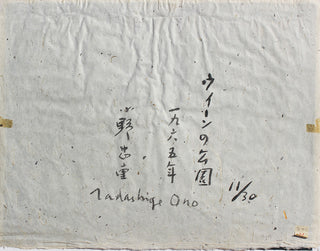 ウイーンの公園
一九六五年
小野忠重
11/30
Tadashige Ono